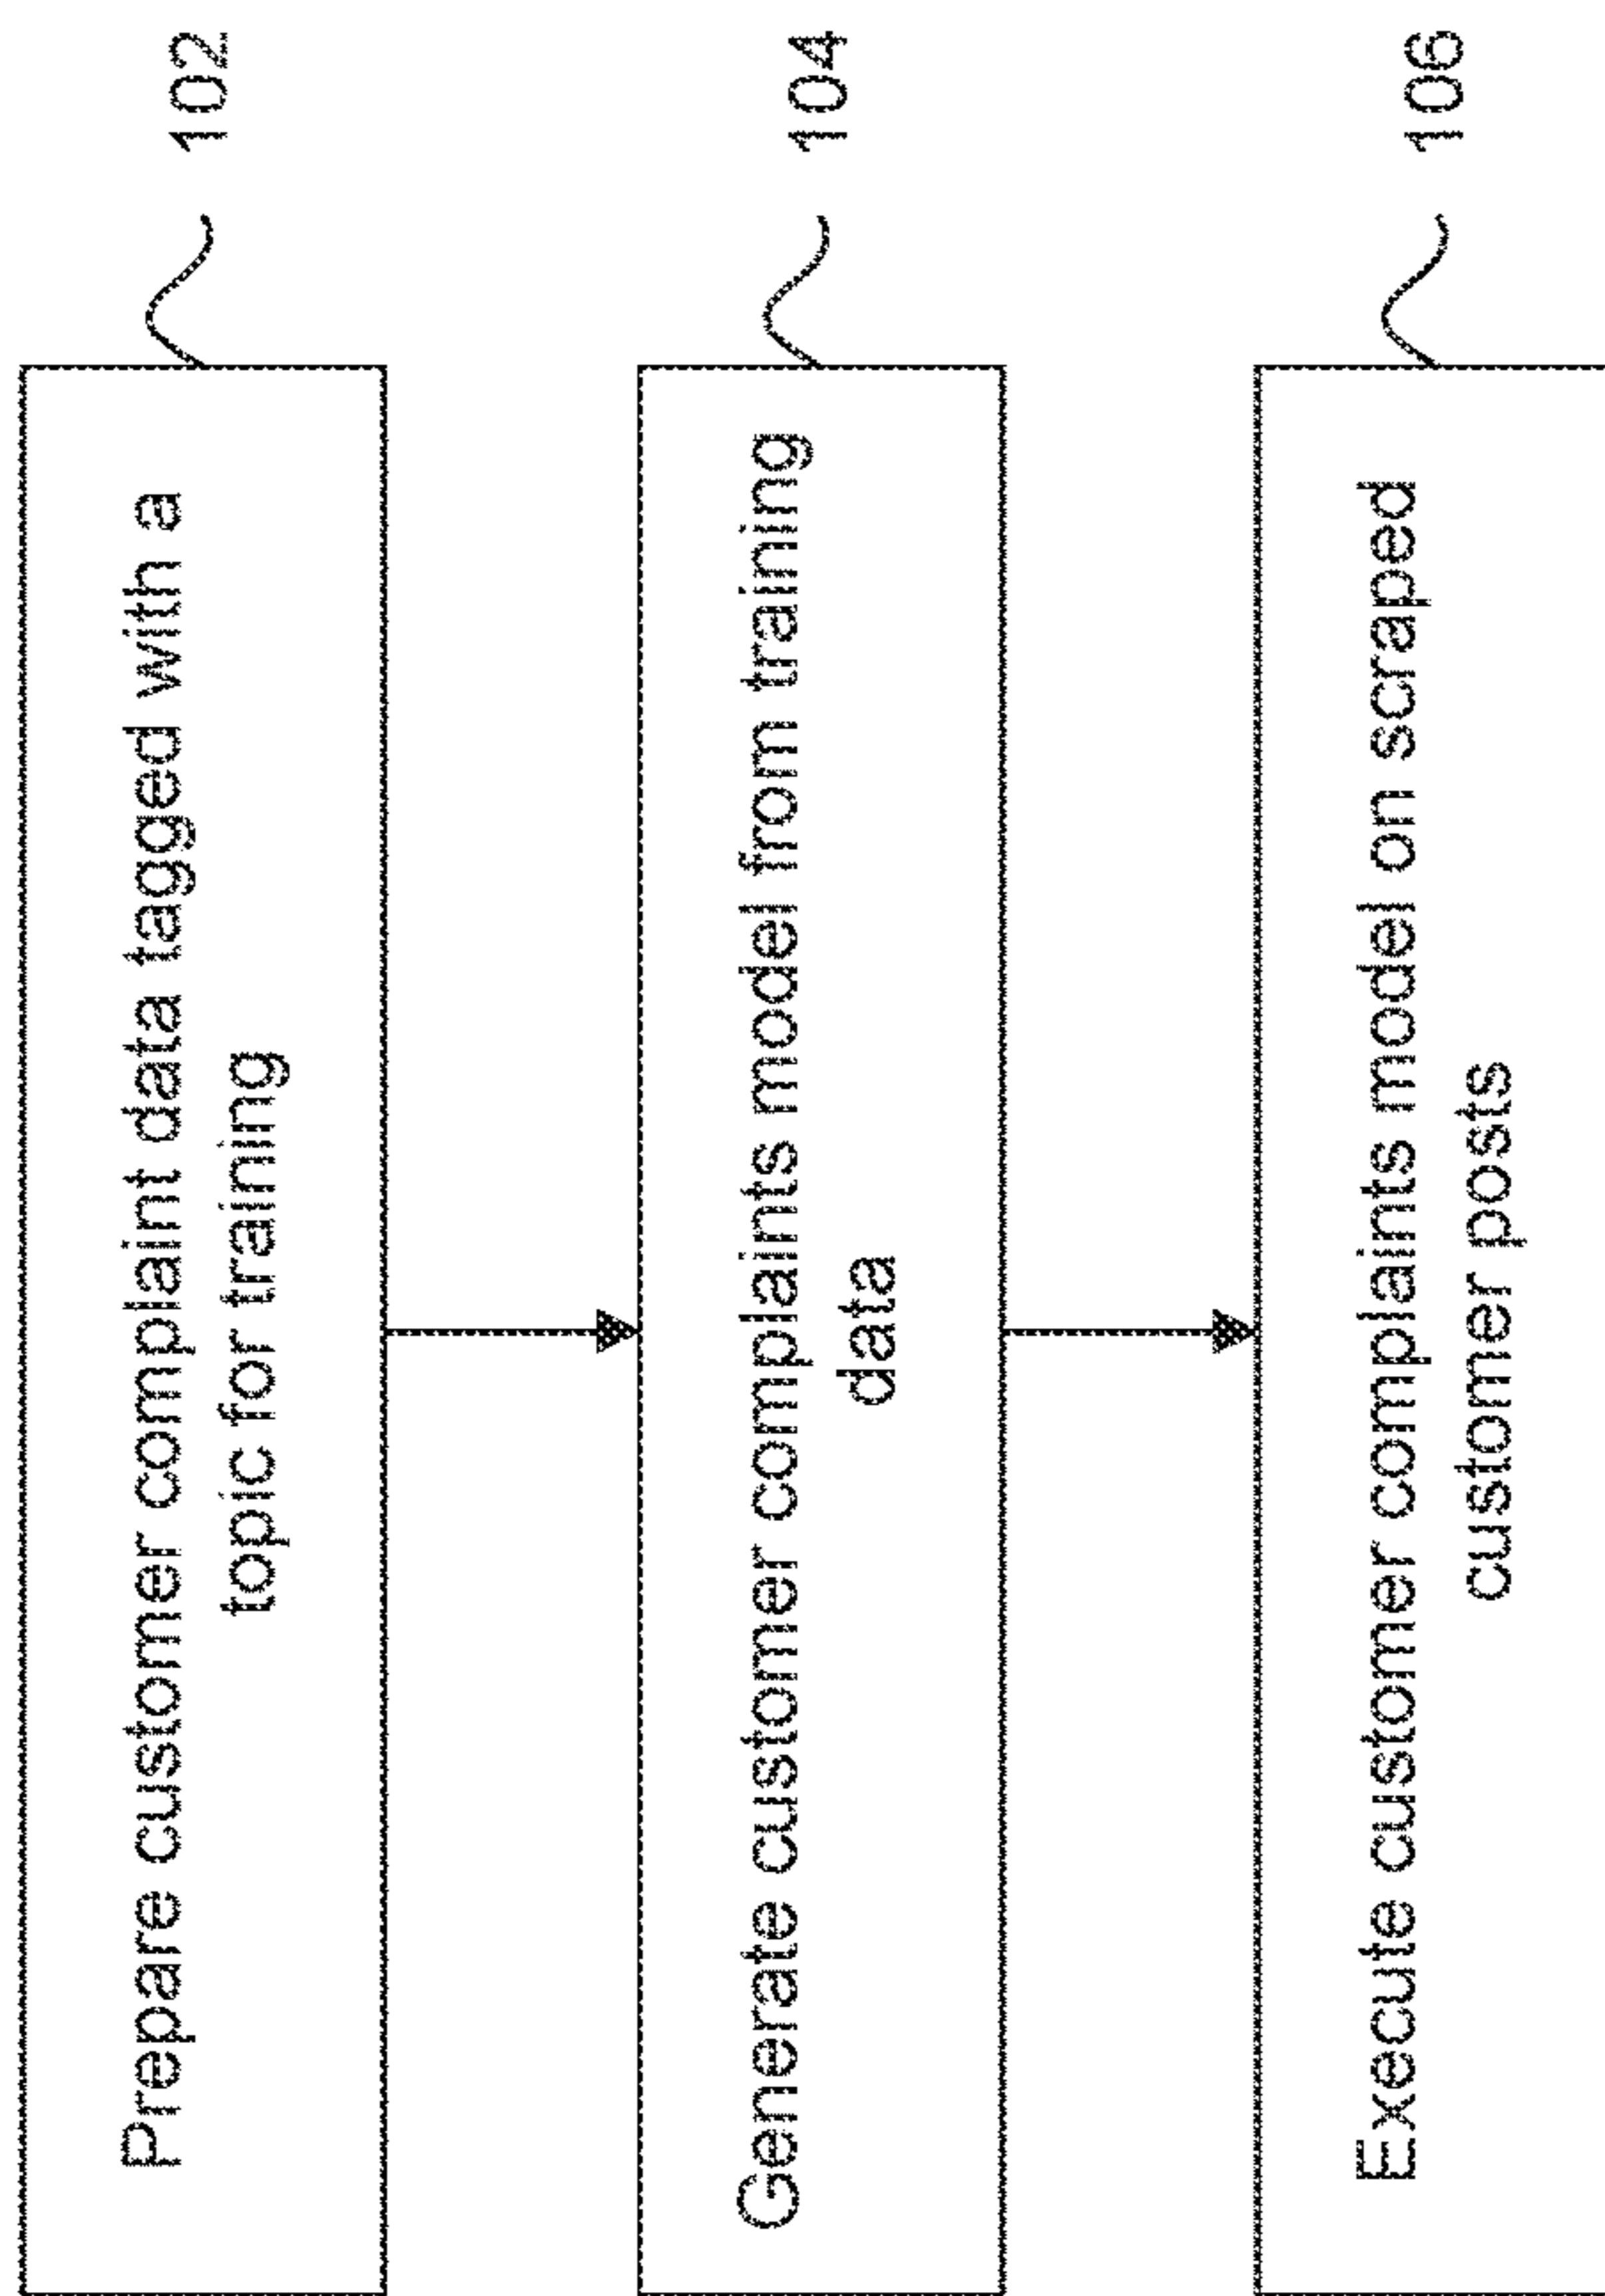 Prepare customer complaint data tagged with a
topic for training
102
Generate customer complaints model from training
data
104
Execute customer complaints model on scraped
customer posts
106